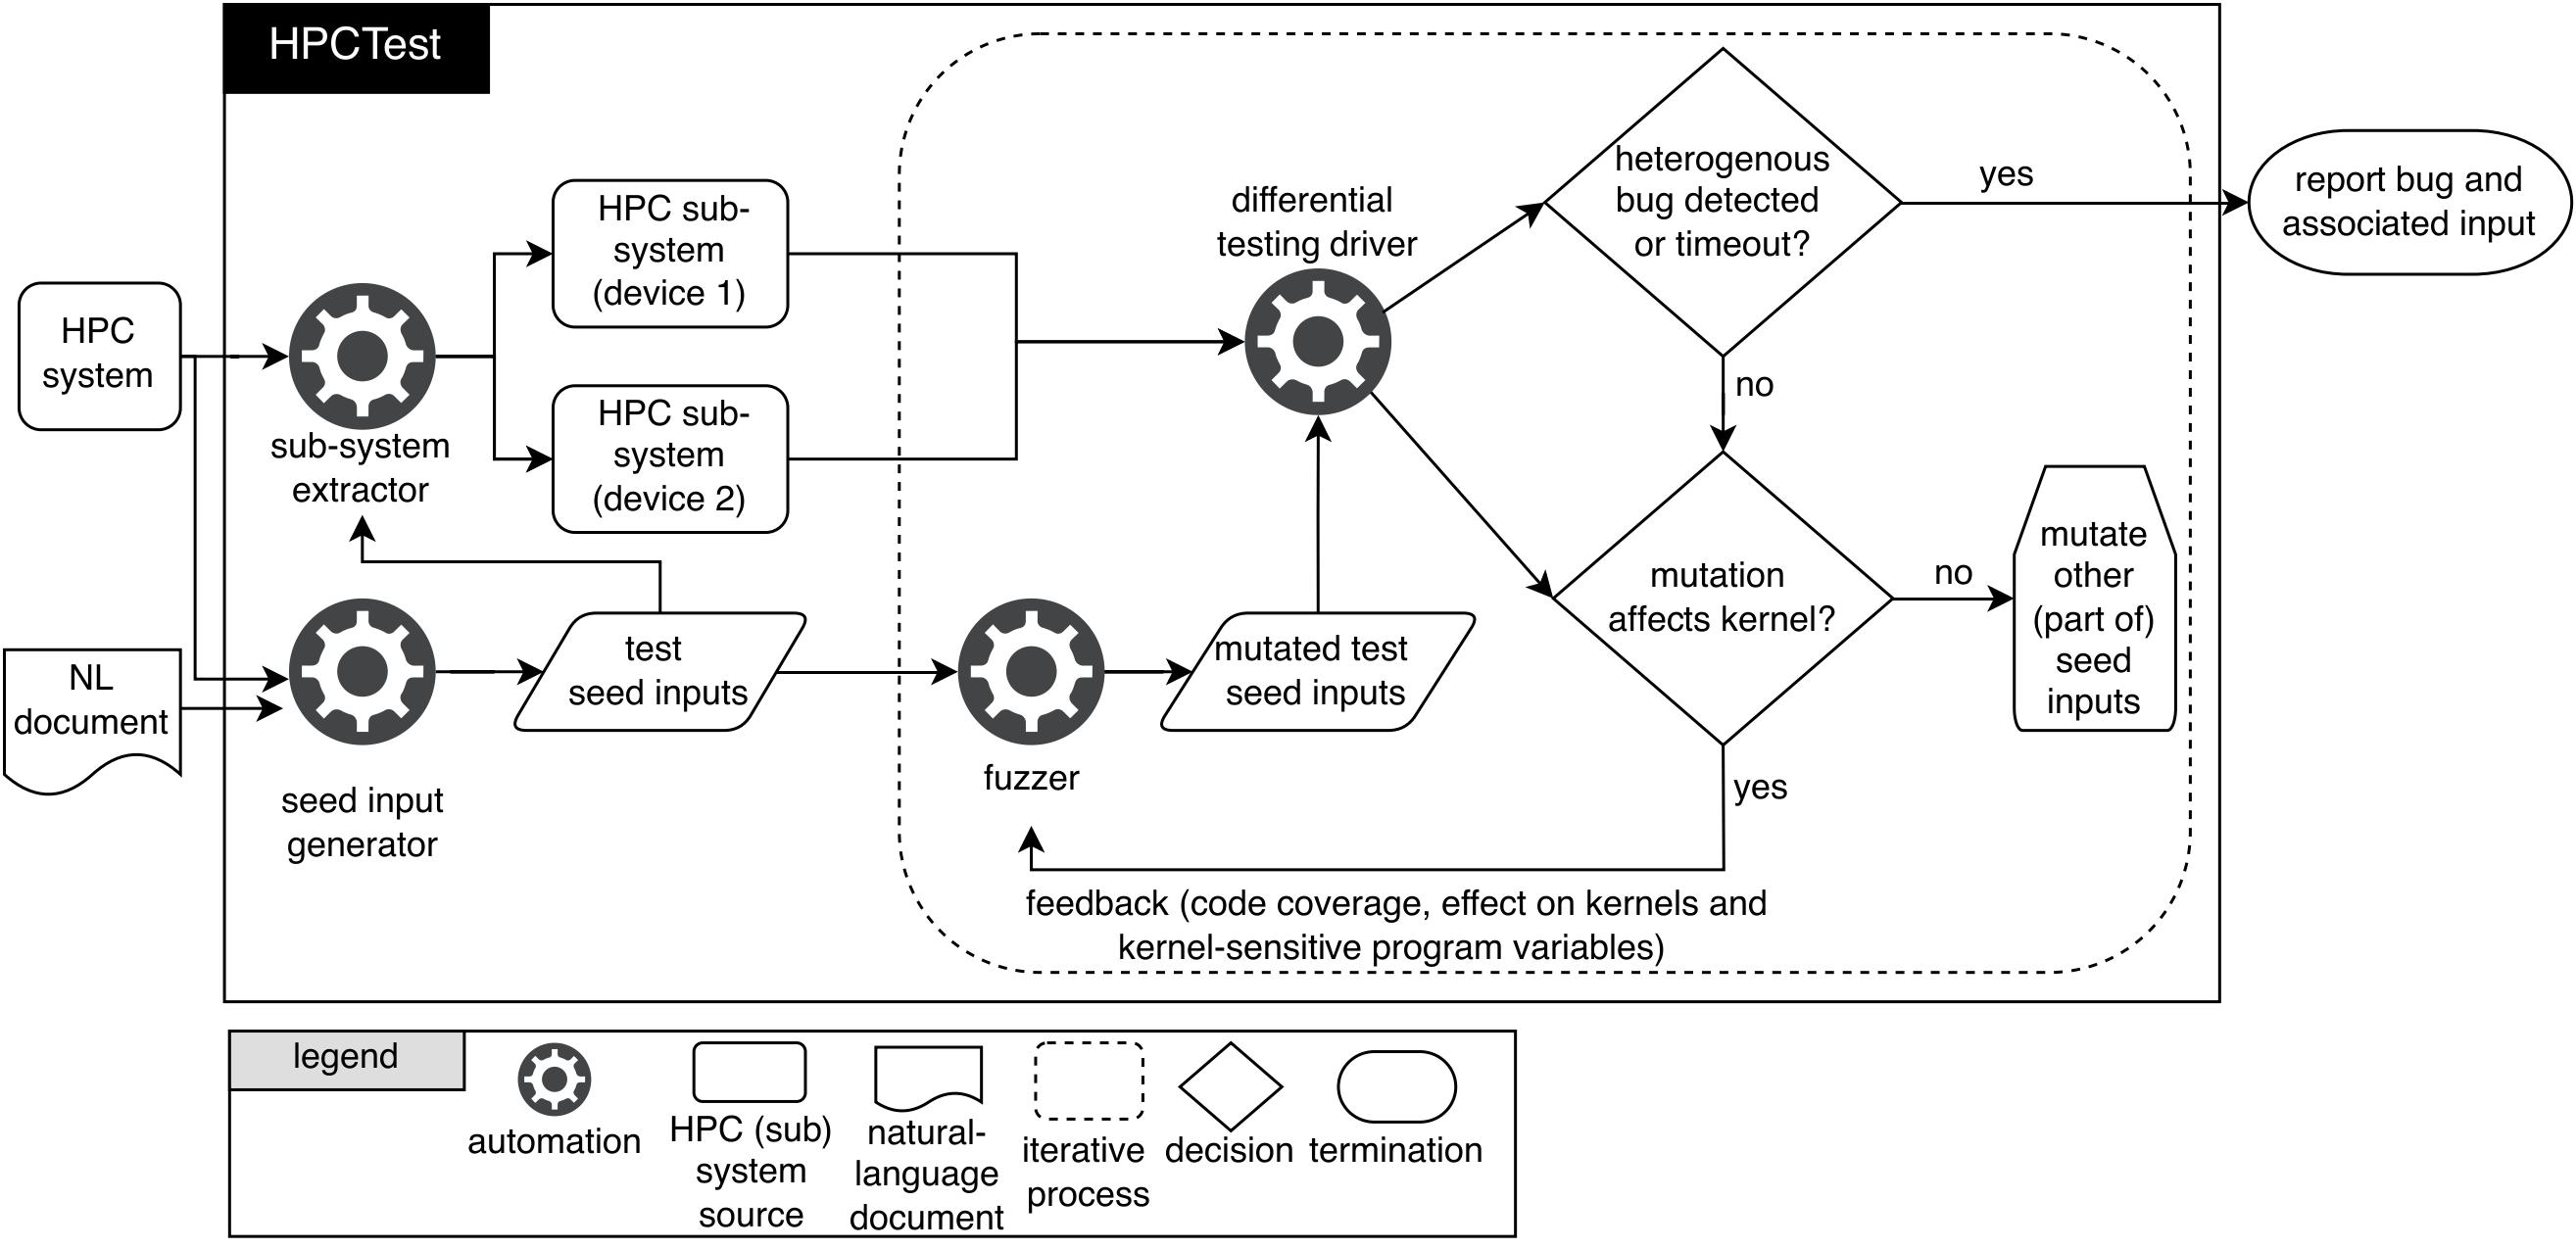 HPCTest
HPC
system
NL
document
sub-system
extractor
seed input
generator
HPC sub-
system
(device 1)
HPC sub-
system
(device 2)
test
seed inputs
fuzzer
mutated test
seed inputs
differential
testing driver
heterogenous
bug detected
or timeout?
yes
report bug and
associated input
no
mutation
affects kernel?
no
mutate
other
(part of)
seed
inputs
yes
feedback (code coverage, effect on kernels and
kernel-sensitive program variables)
legend
automation
HPC (sub)
system
source
natural-
language
document
iterative
process
decision
termination